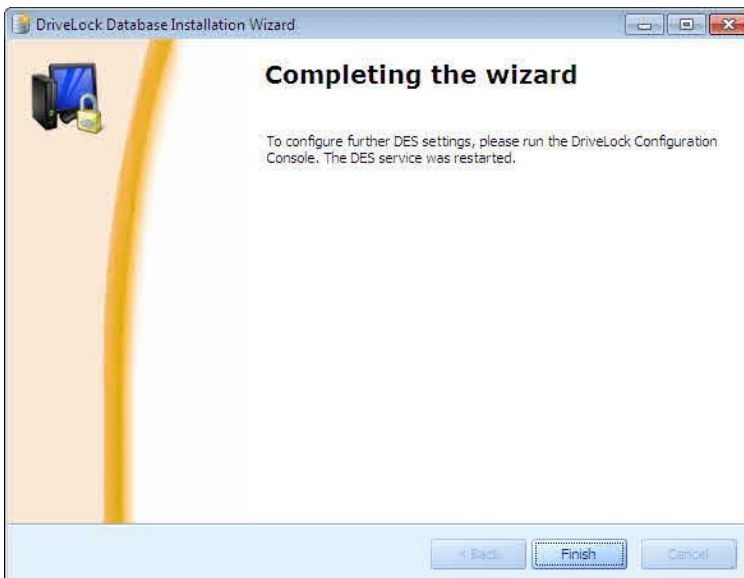 DriveLock Database Installation Wizard
Completing the wizard
To configure further DES settings, please run the DriveLock Configuration
Console. The DES service was restarted.
< Back
Finish
Cancel